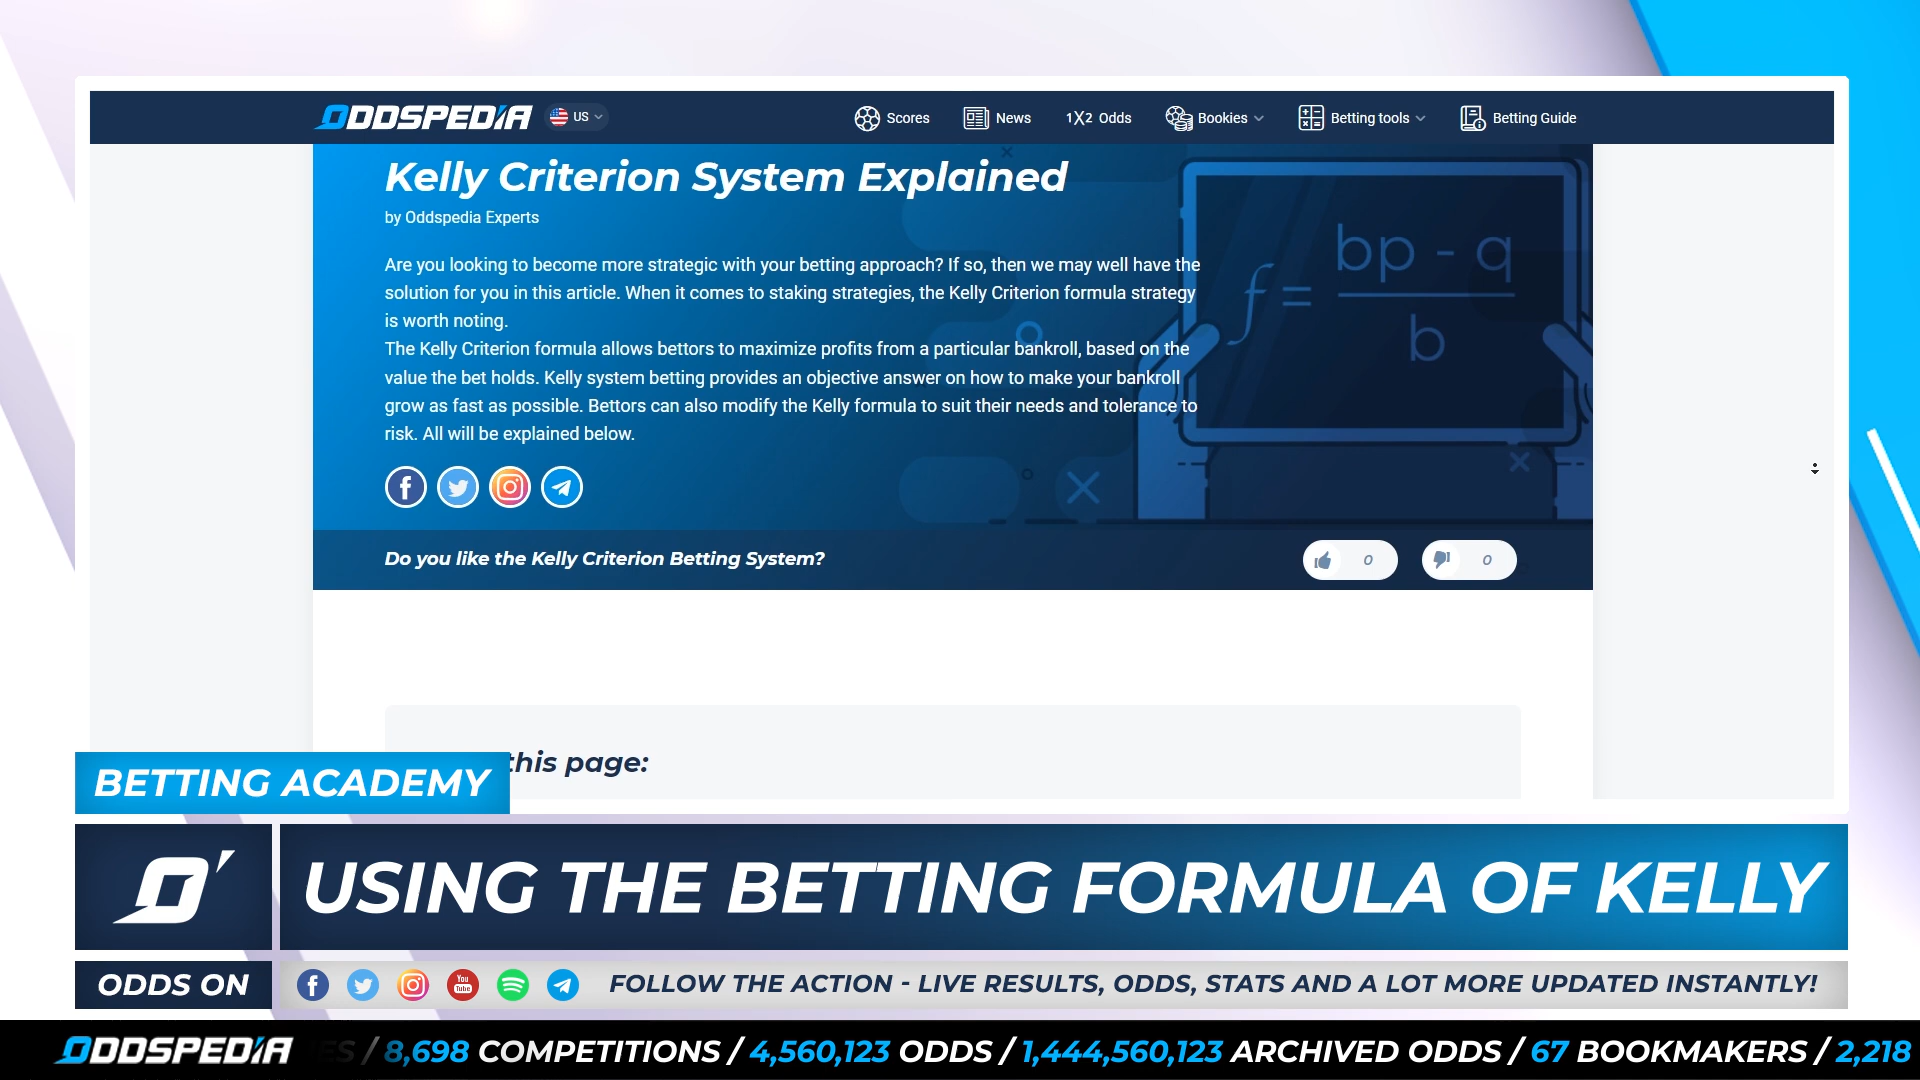 ODDSPEDIA
US
Scores
News
1X2 Odds
Bookies
Betting tools
Betting Guide
Kelly Criterion System Explained
by Oddspedia Experts
Are you looking to become more strategic with your betting approach? If so, then we may well have the
solution for you in this article. When it comes to staking strategies, the Kelly Criterion formula strategy
is worth noting.
The Kelly Criterion formula allows bettors to maximize profits from a particular bankroll, based on the
value the bet holds. Kelly system betting provides an objective answer on how to make your bankroll
grow as fast as possible. Bettors can also modify the Kelly formula to suit their needs and tolerance to
risk. All will be explained below.
bp - q
f =
b
Do you like the Kelly Criterion Betting System?
0
0
this page:
BETTING ACADEMY
USING THE BETTING FORMULA OF KELLY
ODDS ON
You
Tube
FOLLOW THE ACTION - LIVE RESULTS, ODDS, STATS AND A LOT MORE UPDATED INSTANTLY!
ODDSPEDIA
/ 8,698 COMPETITIONS / 4,560,123 ODDS / 1,444,560,123 ARCHIVED ODDS / 67 BOOKMAKERS / 2,218